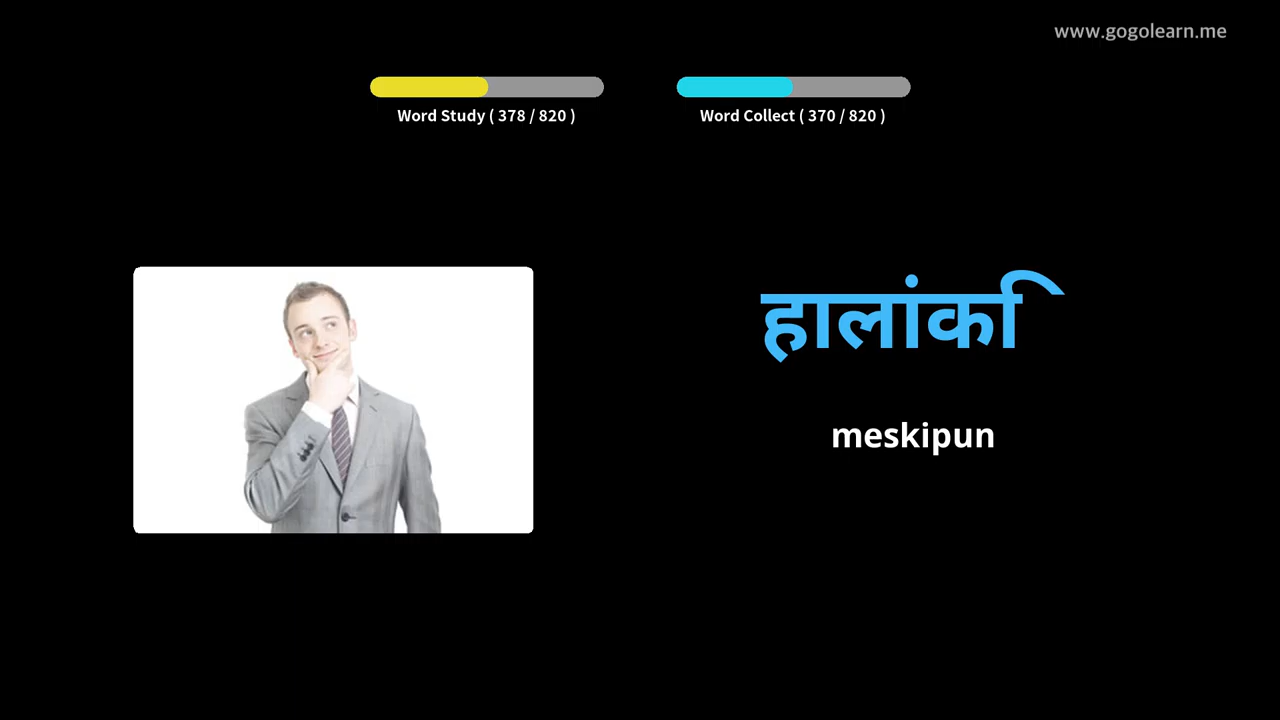 www.gogolearn.me
Word Study ( 378 / 820 )
Word Collect ( 370 / 820 )
हालांकि
meskipun